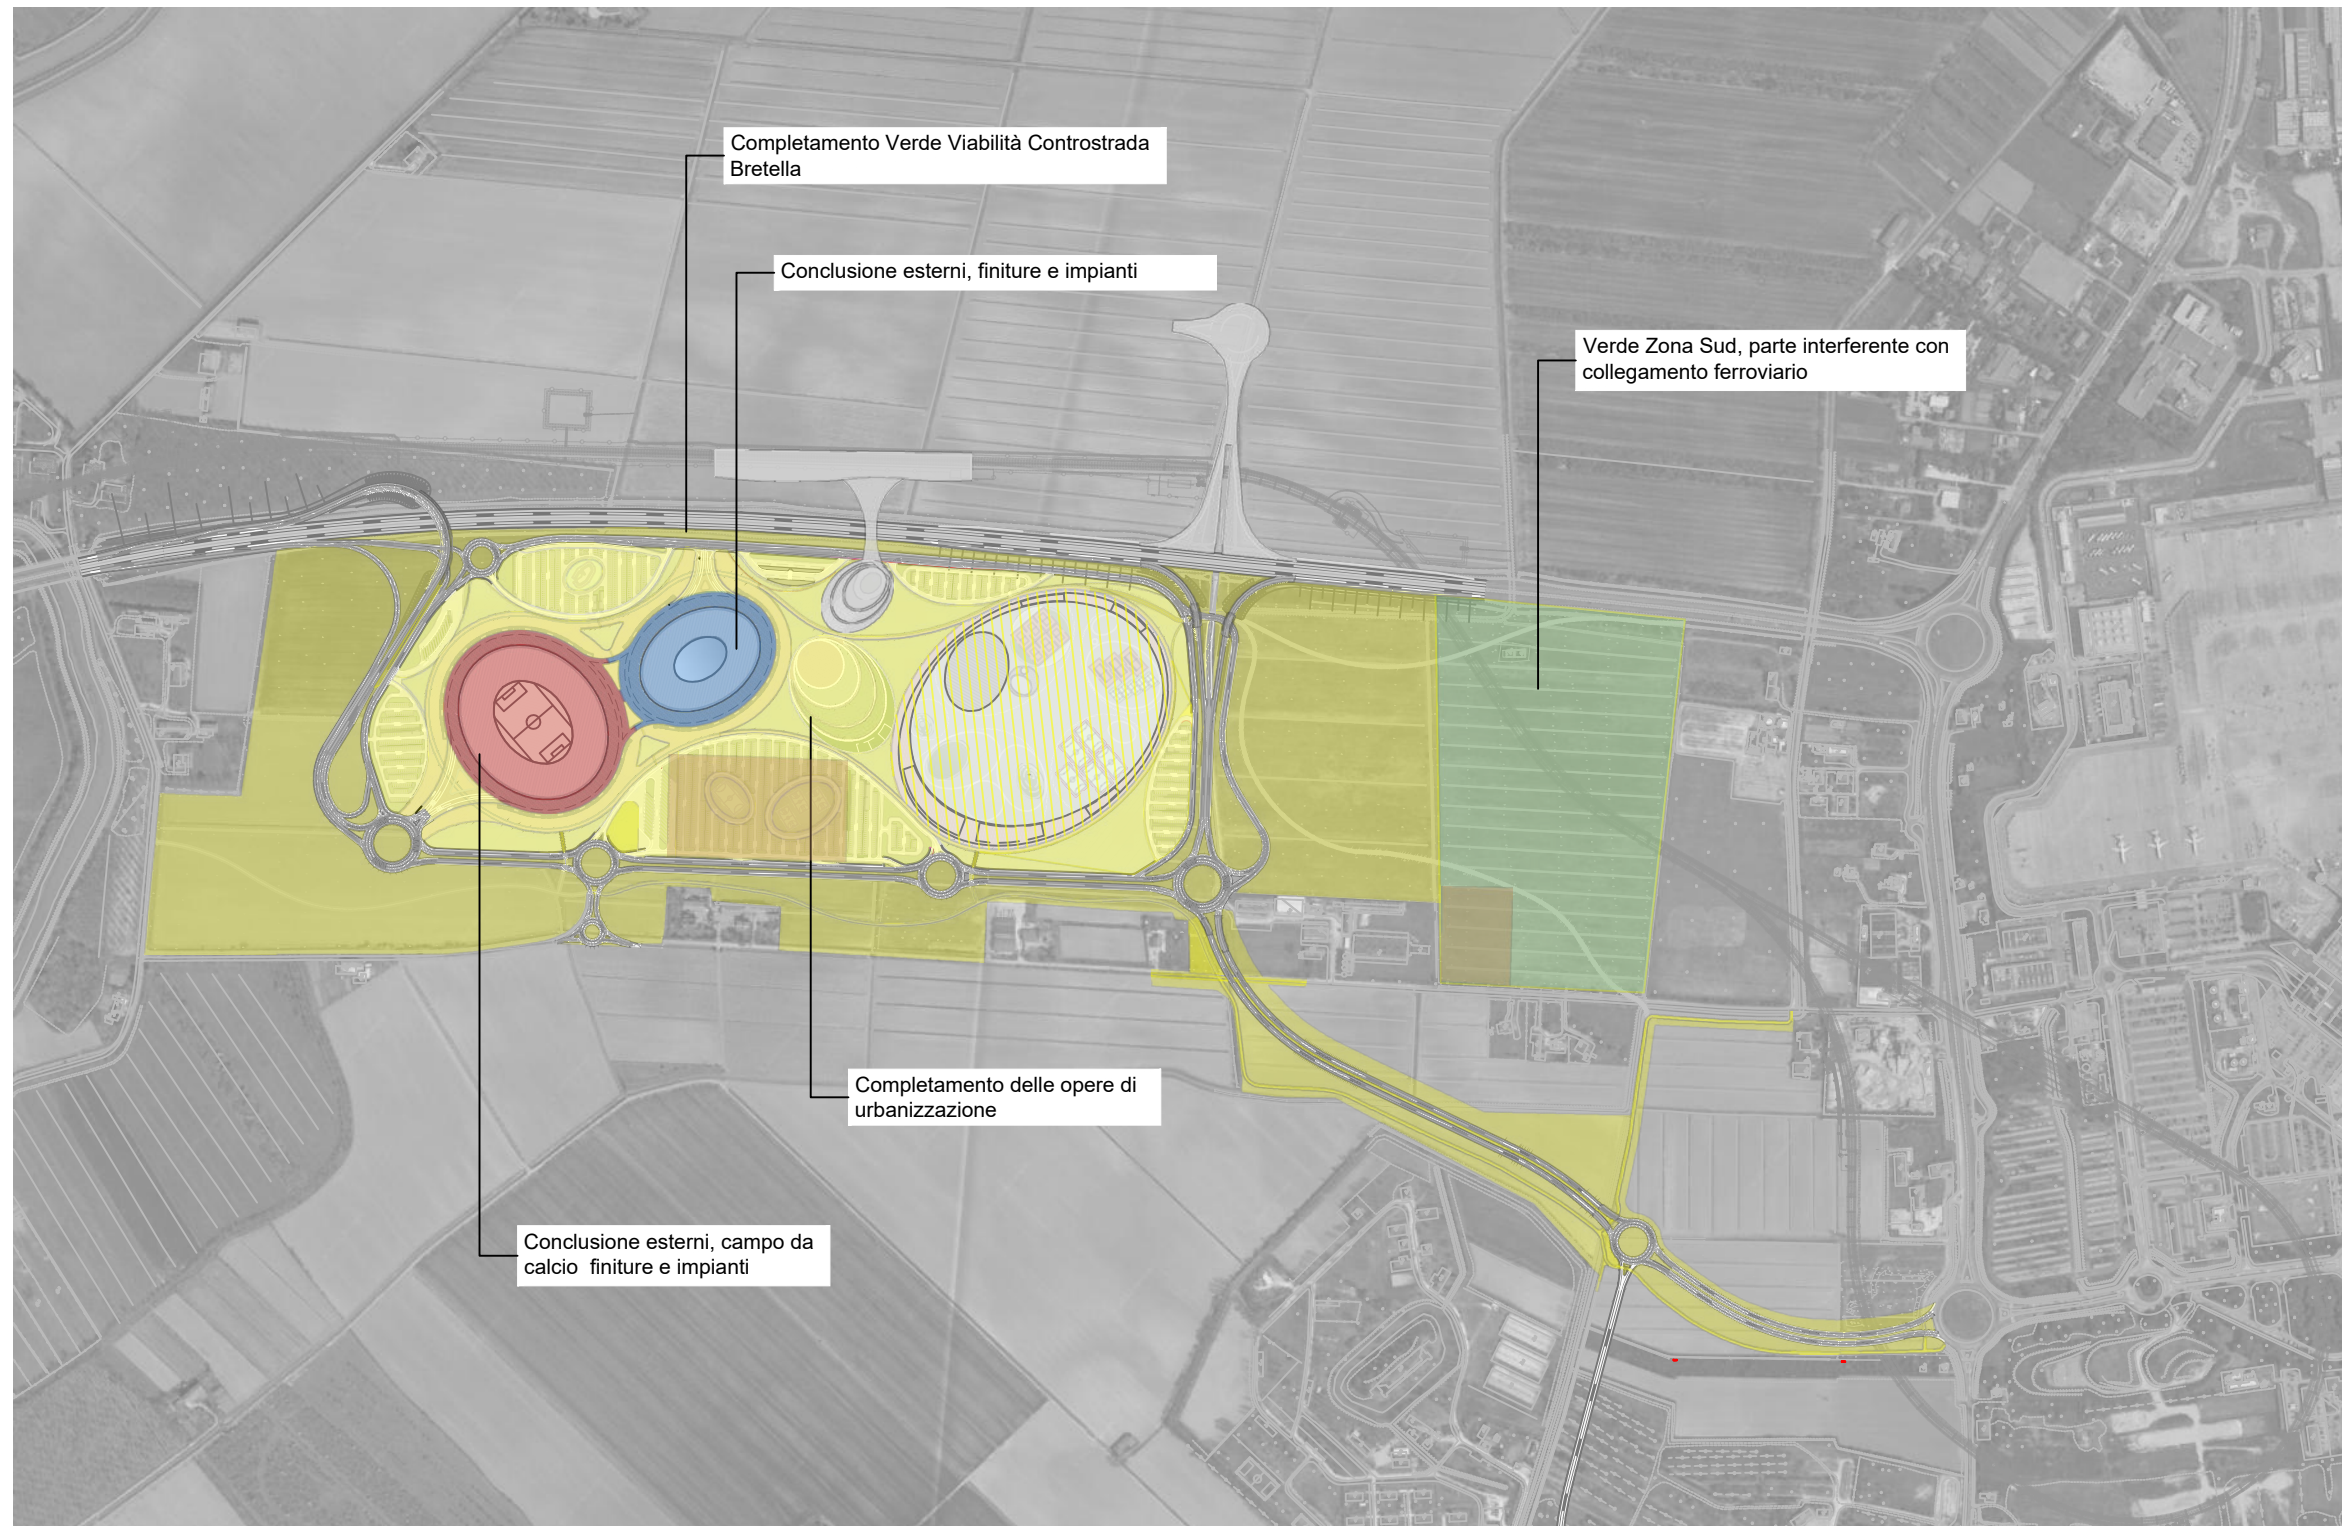 Completamento Verde Viabilità Controstrada
Bretella
Conclusione esterni, finiture e impianti
Verde Zona Sud, parte interferente con
collegamento ferroviario
Completamento delle opere di
urbanizzazione
Conclusione esterni, campo da
calcio  finiture e impianti